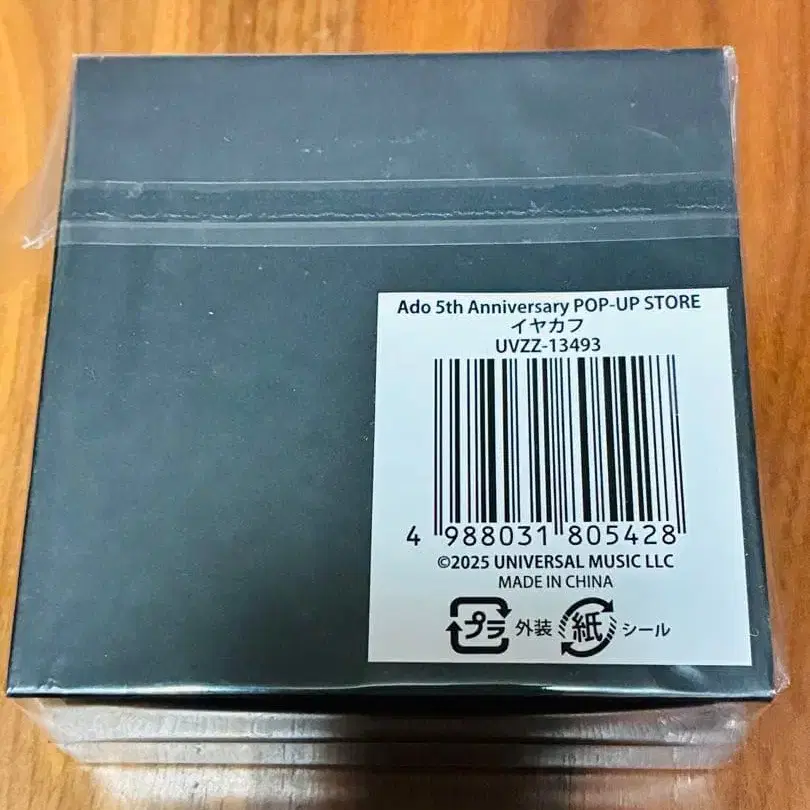 Ado 5th Anniversary POP-UP STORE
イヤカフ
UVZZ-13493
4 988031 805428
©2025 UNIVERSAL MUSIC LLC
MADE IN CHINA
プラ 外装 紙 シール